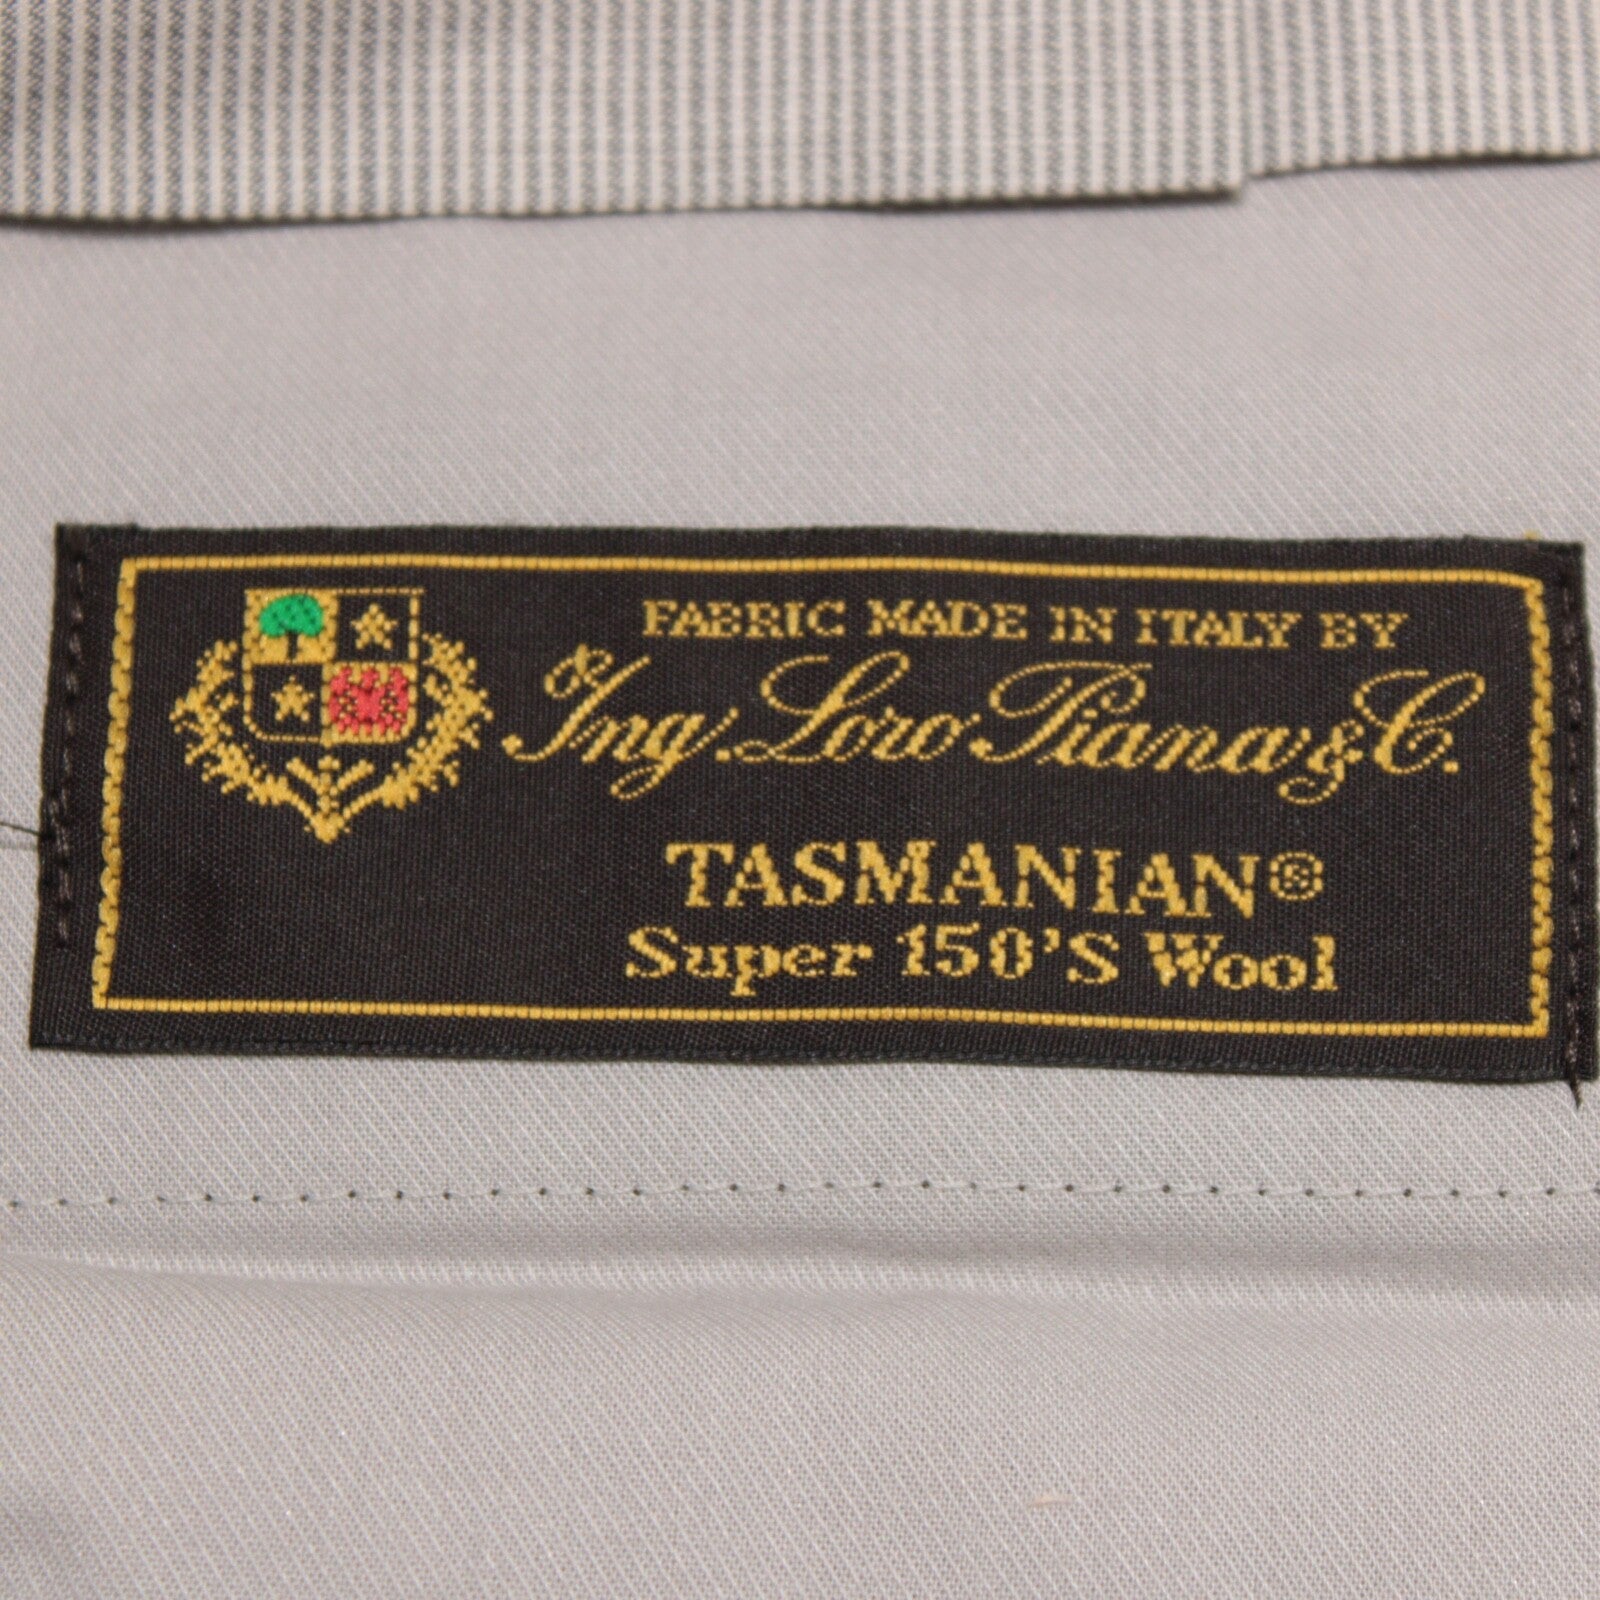 FABRIC MADE IN ITALY BY
Ing. Loro Piana & C.
TASMANIAN®
Super 150'S Wool